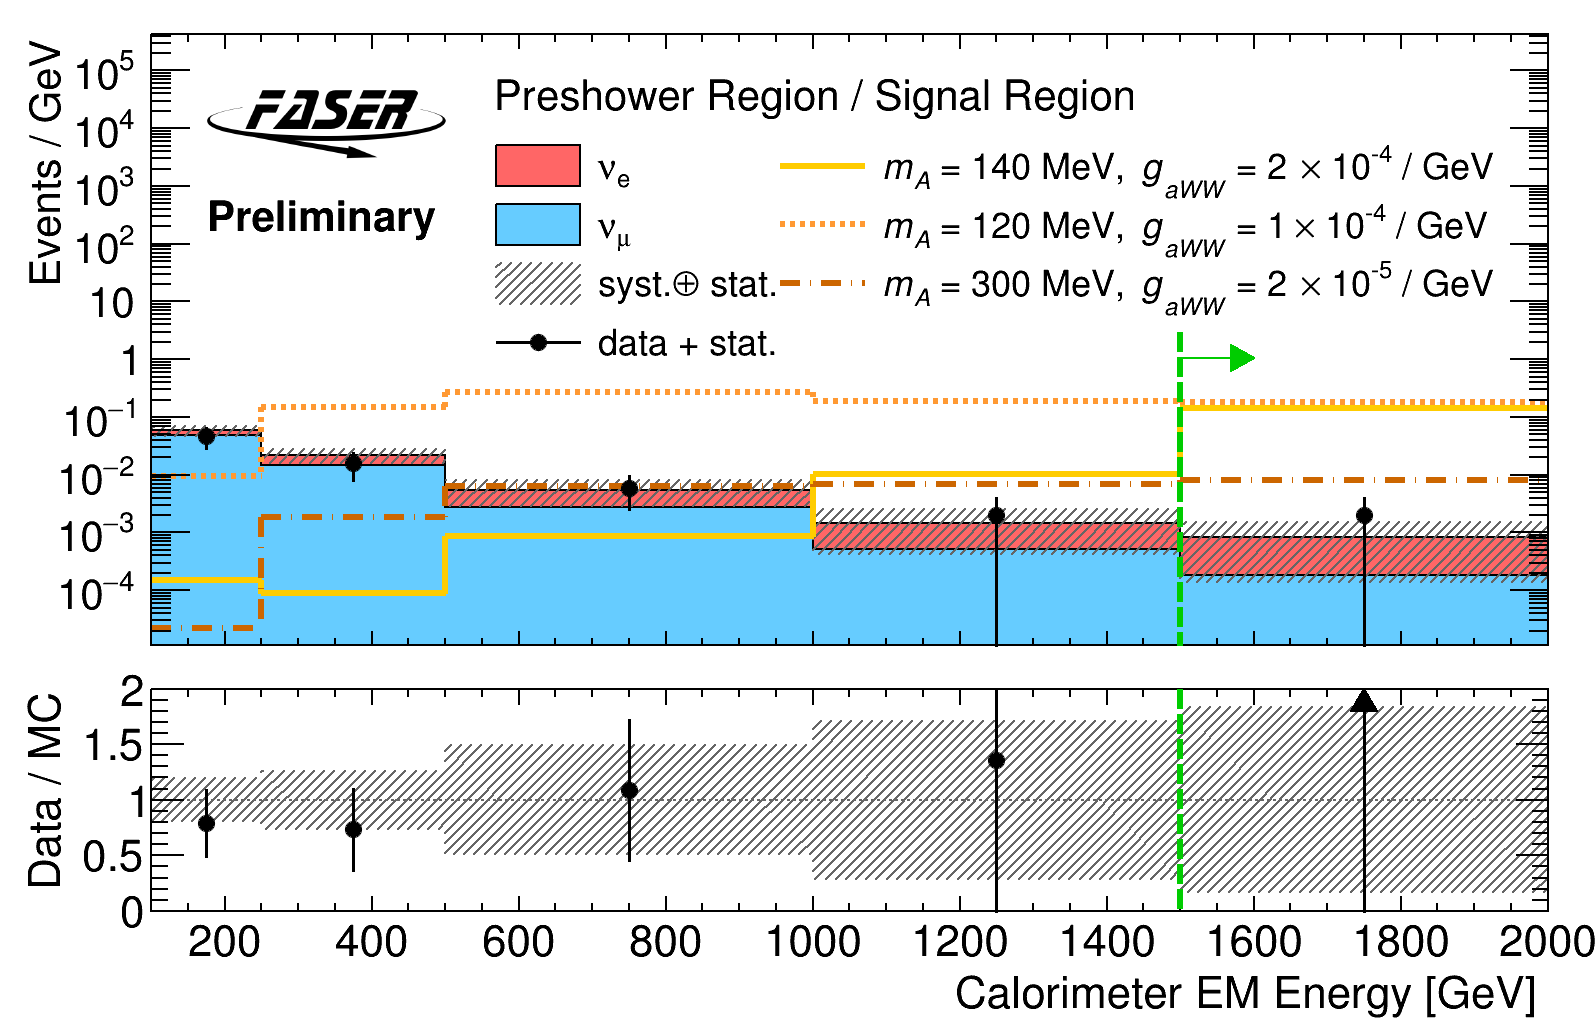 Events / GeV
10⁵
10⁴
10³
10²
10
1
10⁻¹
10⁻²
10⁻³
10⁻⁴
FASER
Preliminary
Preshower Region / Signal Region
νe
νμ
syst.⊕ stat.
data + stat.
mA = 140 MeV, gaWW = 2 × 10⁻⁴ / GeV
mA = 120 MeV, gaWW = 1 × 10⁻⁴ / GeV
mA = 300 MeV, gaWW = 2 × 10⁻⁵ / GeV
Data / MC
2
1.5
1
0.5
0
200 400 600 800 1000 1200 1400 1600 1800 2000
Calorimeter EM Energy [GeV]